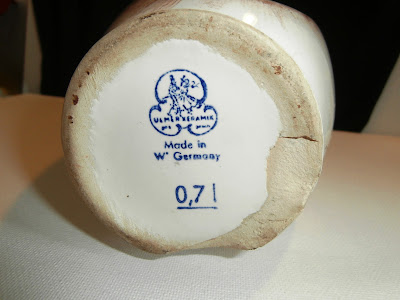 ULMER KERAMIK
Made in
W' Germany
0,7 l